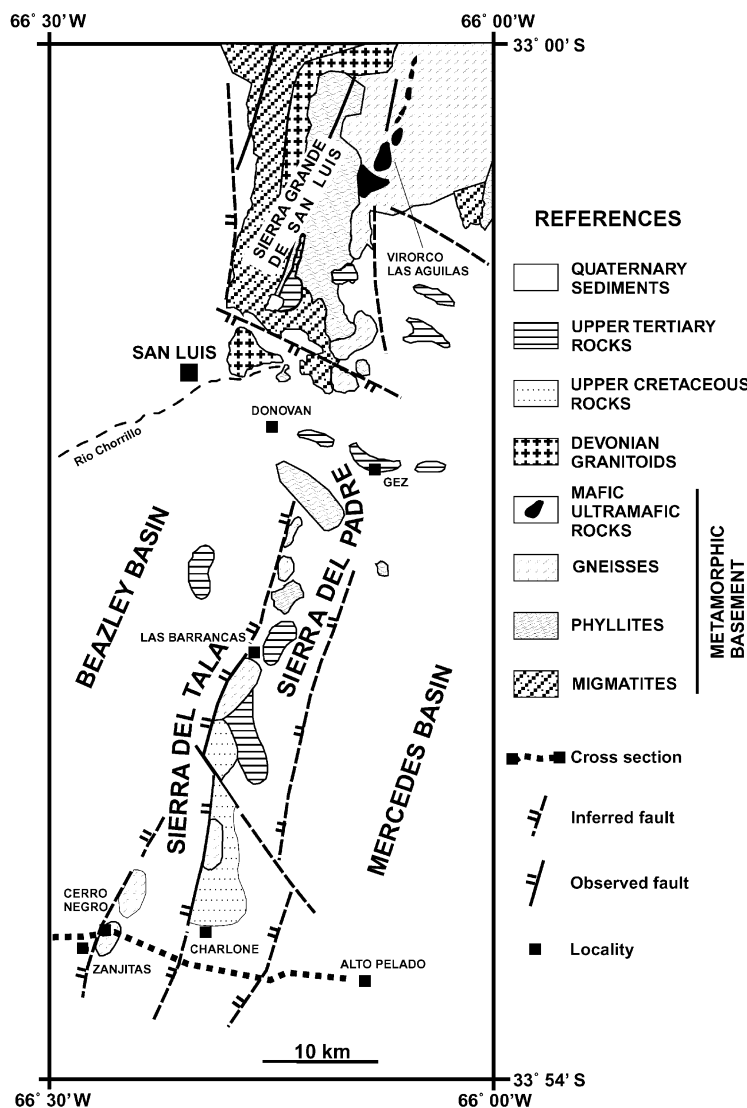 66° 30' W
66° 00' W
33° 00' S
SIERRA GRANDE
DE SAN LUIS
VIRORCO
LAS AGUILAS
SAN LUIS
Rio Chorrillo
DONOVAN
GEZ
SIERRA DEL PADRE
BEAZLEY BASIN
LAS BARRANCAS
SIERRA DEL TALA
MERCEDES BASIN
CERRO
NEGRO
ZANJITAS
CHARLONE
ALTO PELADO
10 km
33° 54' S
66° 30' W
66° 00' W
REFERENCES
QUATERNARY
SEDIMENTS
UPPER TERTIARY
ROCKS
UPPER CRETACEOUS
ROCKS
DEVONIAN
GRANITOIDS
MAFIC
ULTRAMAFIC
ROCKS
GNEISSES
PHYLLITES
MIGMATITES
METAMORPHIC
BASEMENT
Cross section
Inferred fault
Observed fault
Locality